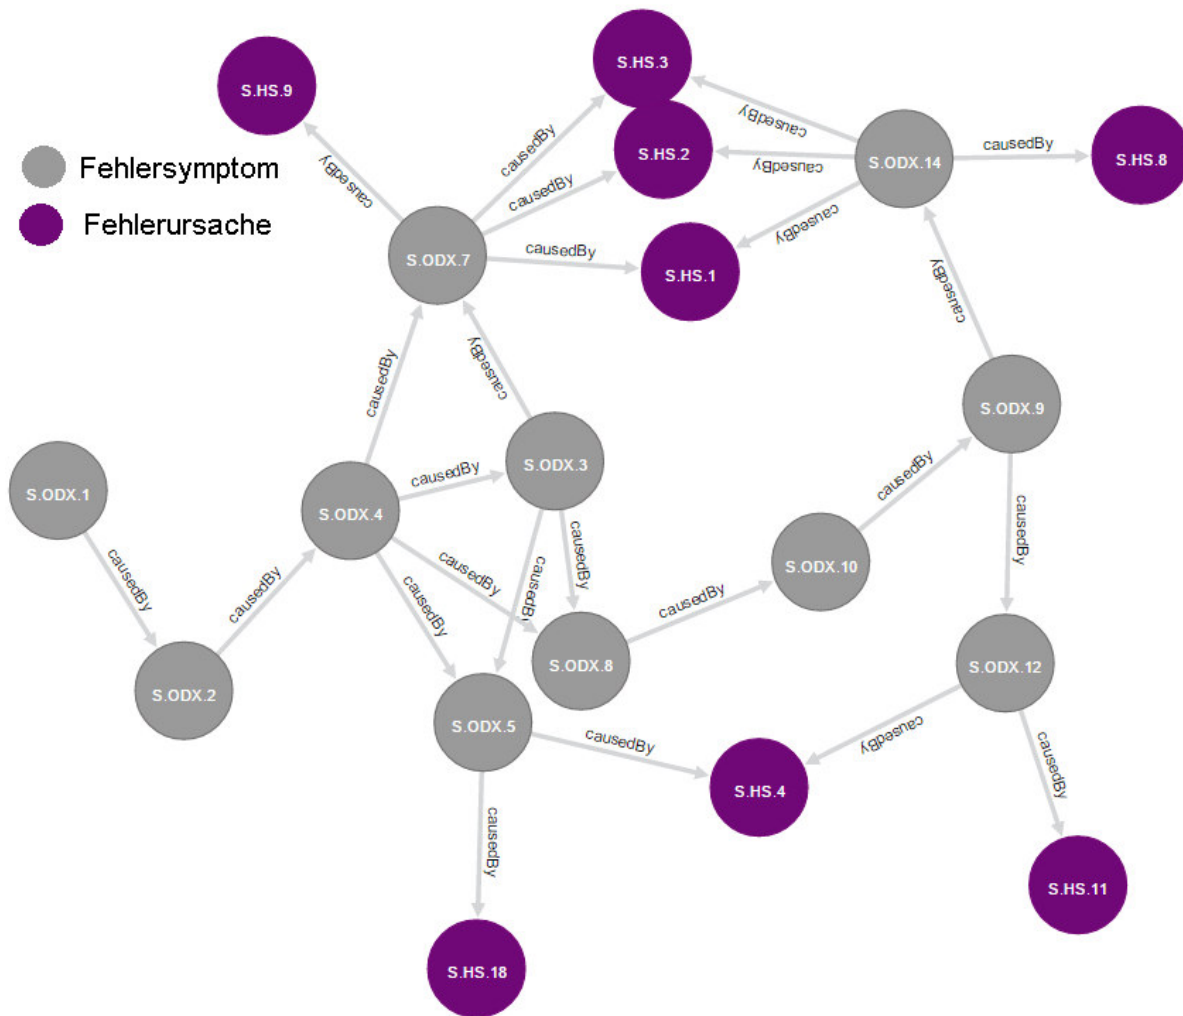 S.HS.9
S.HS.3
causedBy
causedBy
S.HS.2
causedBy
S.ODX.14
causedBy
S.HS.8
Fehlersymptom
causedBy
causedBy
causedBy
Fehlerursache
S.ODX.7
causedBy
S.HS.1
causedBy
causedBy
causedBy
S.ODX.9
S.ODX.1
causedBy
S.ODX.3
S.ODX.4
causedBy
causedBy
causedBy
causedBy
causedBy
causedBy
causedBy
S.ODX.10
causedBy
causedBy
causedBy
S.ODX.2
S.ODX.8
S.ODX.12
S.ODX.5
causedBy
causedBy
S.HS.4
causedBy
causedBy
S.HS.11
S.HS.18